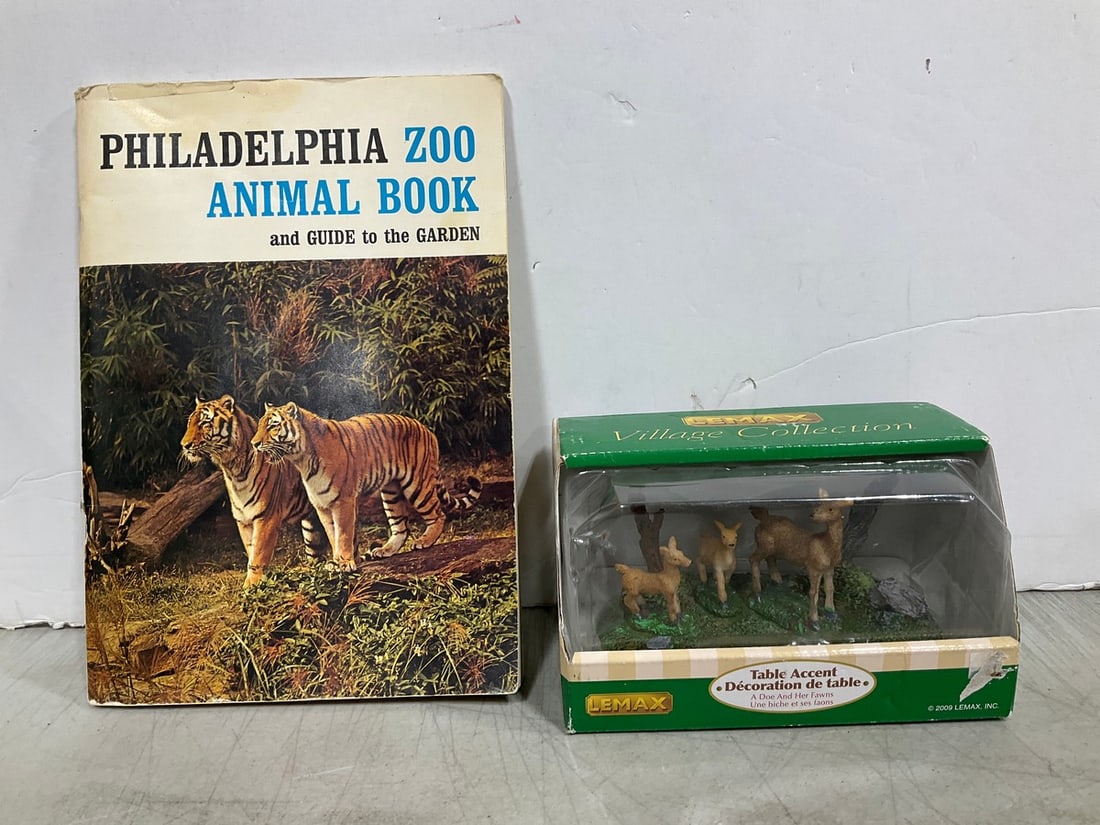 PHILADELPHIA ZOO
ANIMAL BOOK
and GUIDE to the GARDEN
LEMAX
Village Collection
Table Accent
• Décoration de table •
A Doe And Her Fawns
Une biche et ses faons
LEMAX
© 2009 LEMAX, INC.